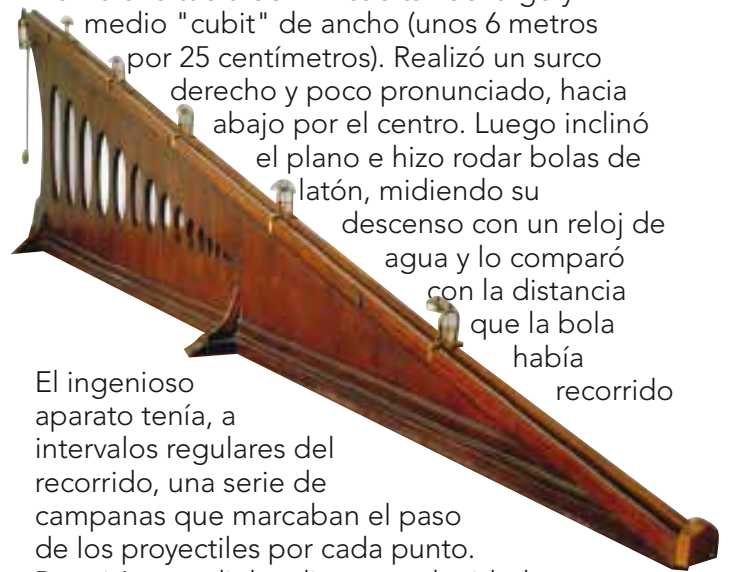 medio "cubit" de ancho (unos 6 metros
por 25 centímetros). Realizó un surco
derecho y poco pronunciado, hacia
abajo por el centro. Luego inclinó
el plano e hizo rodar bolas de
latón, midiendo su
descenso con un reloj de
agua y lo comparó
con la distancia
que la bola
había
recorrido
El ingenioso
aparato tenía, a
intervalos regulares del
recorrido, una serie de
campanas que marcaban el paso
de los proyectiles por cada punto.